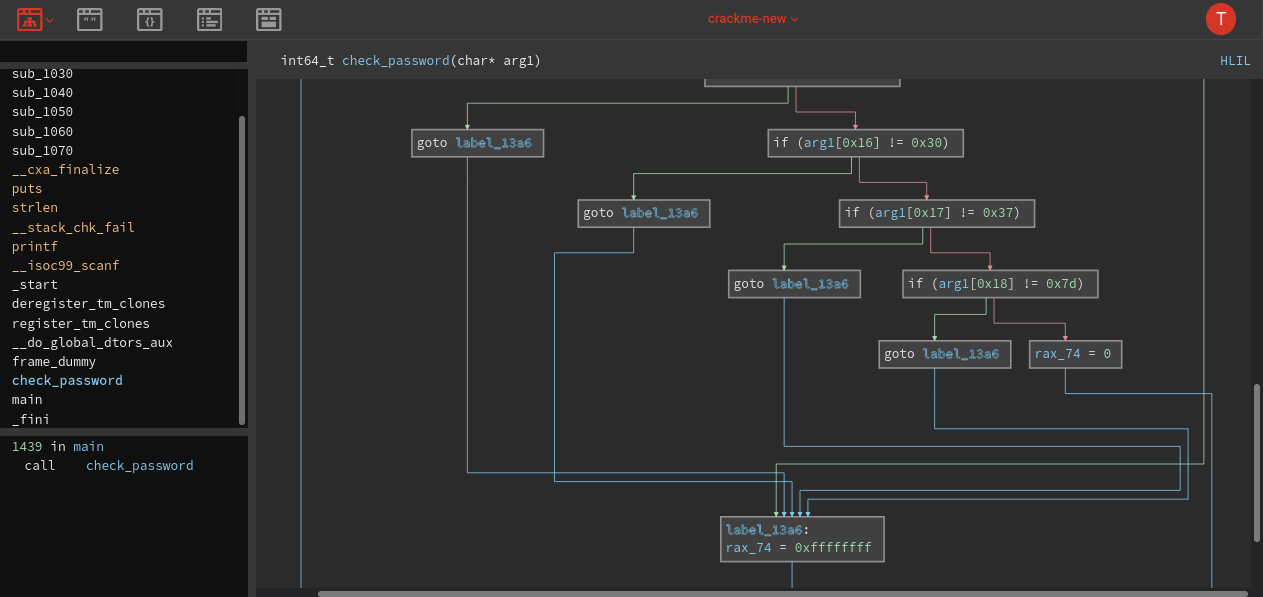 ""
{}
crackme-new
T
int64_t check_password(char* arg1)
HLIL
sub_1030
sub_1040
sub_1050
sub_1060
sub_1070
__cxa_finalize
puts
strlen
__stack_chk_fail
printf
__isoc99_scanf
_start
deregister_tm_clones
register_tm_clones
__do_global_dtors_aux
frame_dummy
check_password
main
_fini
1439 in main
call check_password
goto label_13a6
if (arg1[0x16] != 0x30)
goto label_13a6
if (arg1[0x17] != 0x37)
goto label_13a6
if (arg1[0x18] != 0x7d)
goto label_13a6
rax_74 = 0
label_13a6:
rax_74 = 0xffffffff